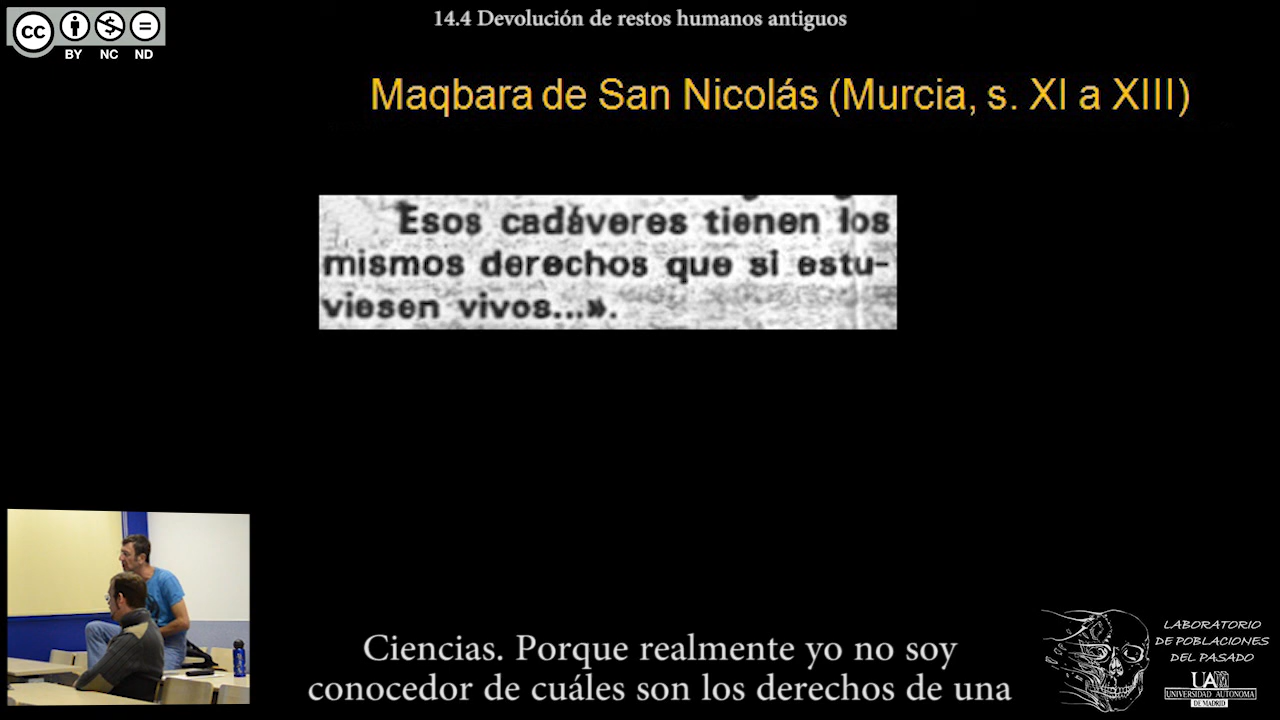 14.4 Devolución de restos humanos antiguos
cc
BY NC ND
Maqbara de San Nicolás (Murcia, s. XI a XIII)
Esos cadáveres tienen los
mismos derechos que si estu-
viesen vivos...».
Ciencias. Porque realmente yo no soy
conocedor de cuáles son los derechos de una
LABORATORIO
DE POBLACIONES
DEL PASADO
UAM
UNIVERSIDAD AUTONOMA
DE MADRID